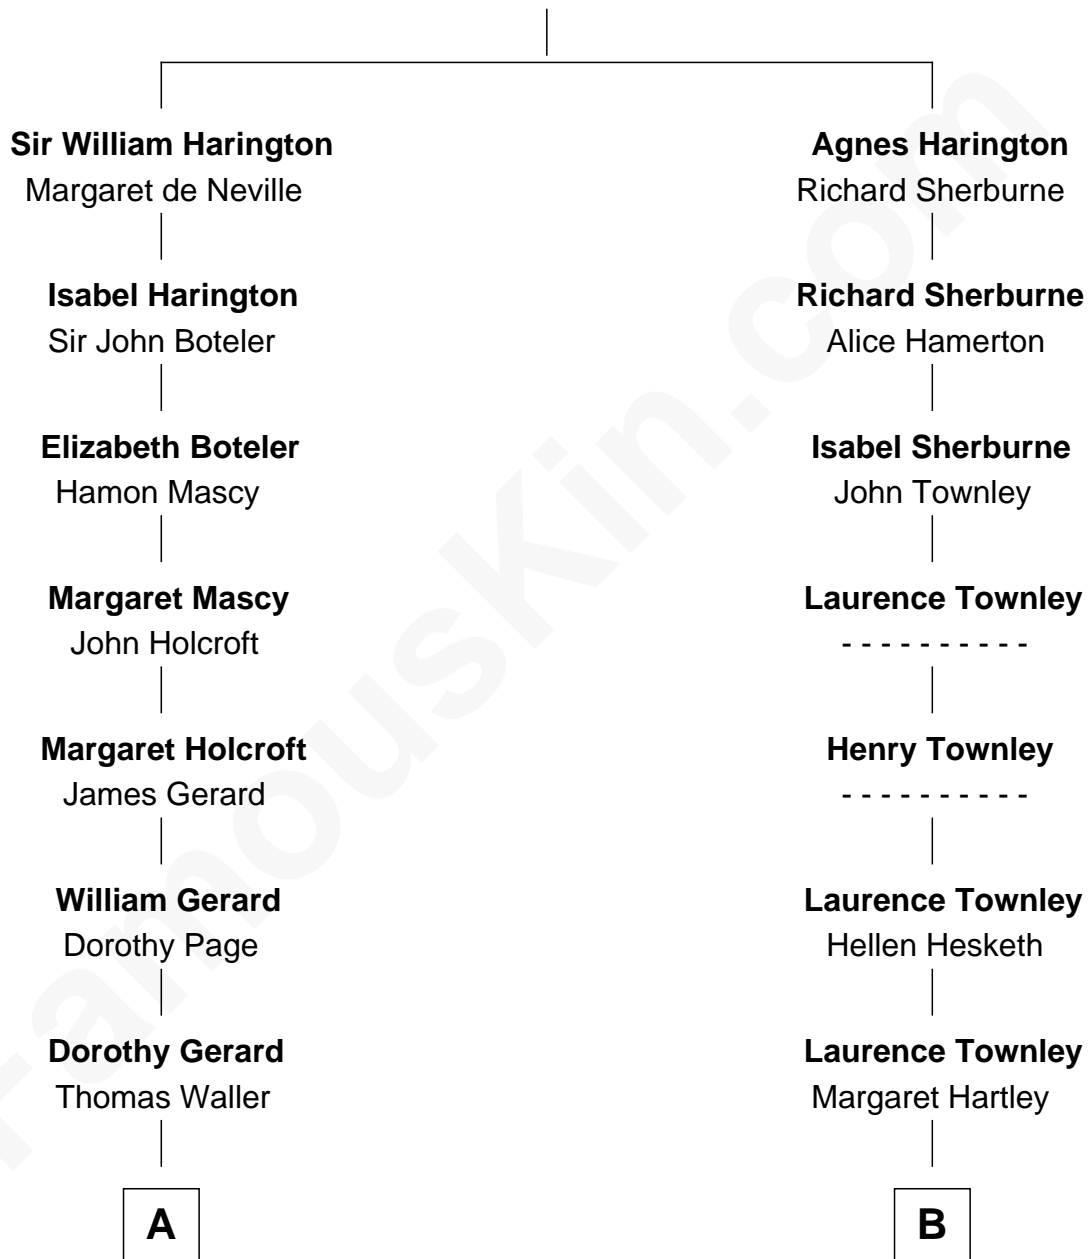 Sir William Harington
Margaret de Neville
Isabel Harington
Sir John Boteler
Elizabeth Boteler
Hamon Mascy
Margaret Mascy
John Holcroft
Margaret Holcroft
James Gerard
William Gerard
Dorothy Page
Dorothy Gerard
Thomas Waller
A
Agnes Harington
Richard Sherburne
Richard Sherburne
Alice Hamerton
Isabel Sherburne
John Townley
Laurence Townley
- - - - - - - - - -
Henry Townley
- - - - - - - - - -
Laurence Townley
Hellen Hesketh
Laurence Townley
Margaret Hartley
B
FamousKin.com